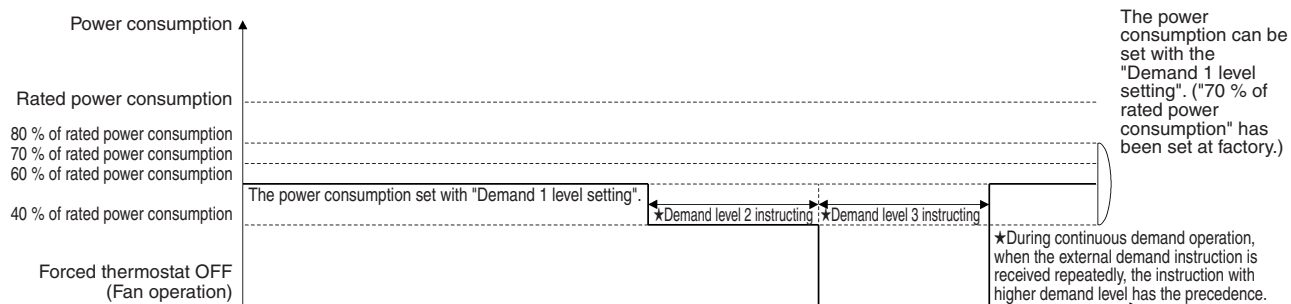 Power consumption
Rated power consumption
80 % of rated power consumption
70 % of rated power consumption
60 % of rated power consumption
40 % of rated power consumption
Forced thermostat OFF
(Fan operation)
The power consumption set with "Demand 1 level setting".
★Demand level 2 instructing
★Demand level 3 instructing
The power
consumption can be
set with the
"Demand 1 level
setting". ("70 % of
rated power
consumption" has
been set at factory.)
★During continuous demand operation,
when the external demand instruction is
received repeatedly, the instruction with
higher demand level has the precedence.